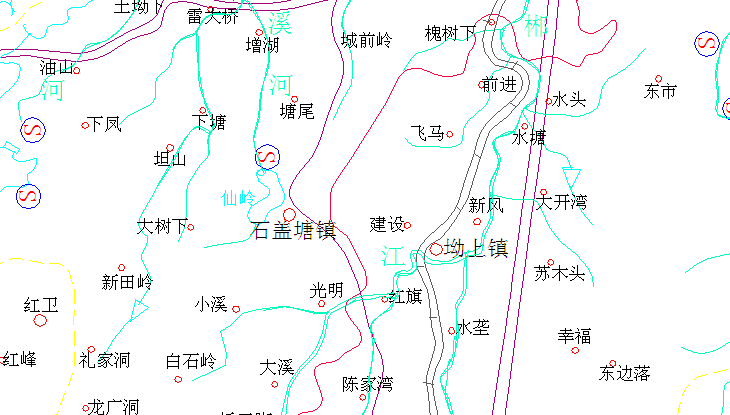 土坳下
雷大桥
溪
增湖
城前岭
槐树下
郴
S
油山
河
河
前进
水头
东市
下凤
下塘
塘尾
飞马
水塘
S
坦山
S
S
仙岭
大树下
石盖塘镇
建设
新风
大开湾
江
坳上镇
新田岭
苏木头
红卫
小溪
光明
红旗
水垄
幸福
红峰
礼家洞
白石岭
大溪
陈家湾
东边落
龙广洞